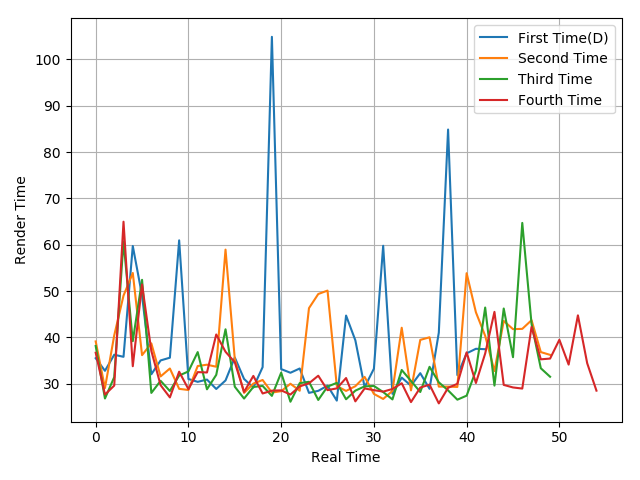 First Time(D)
Second Time
Third Time
Fourth Time
100
90
80
70
60
50
40
30
Render Time
0
10
20
30
40
50
Real Time